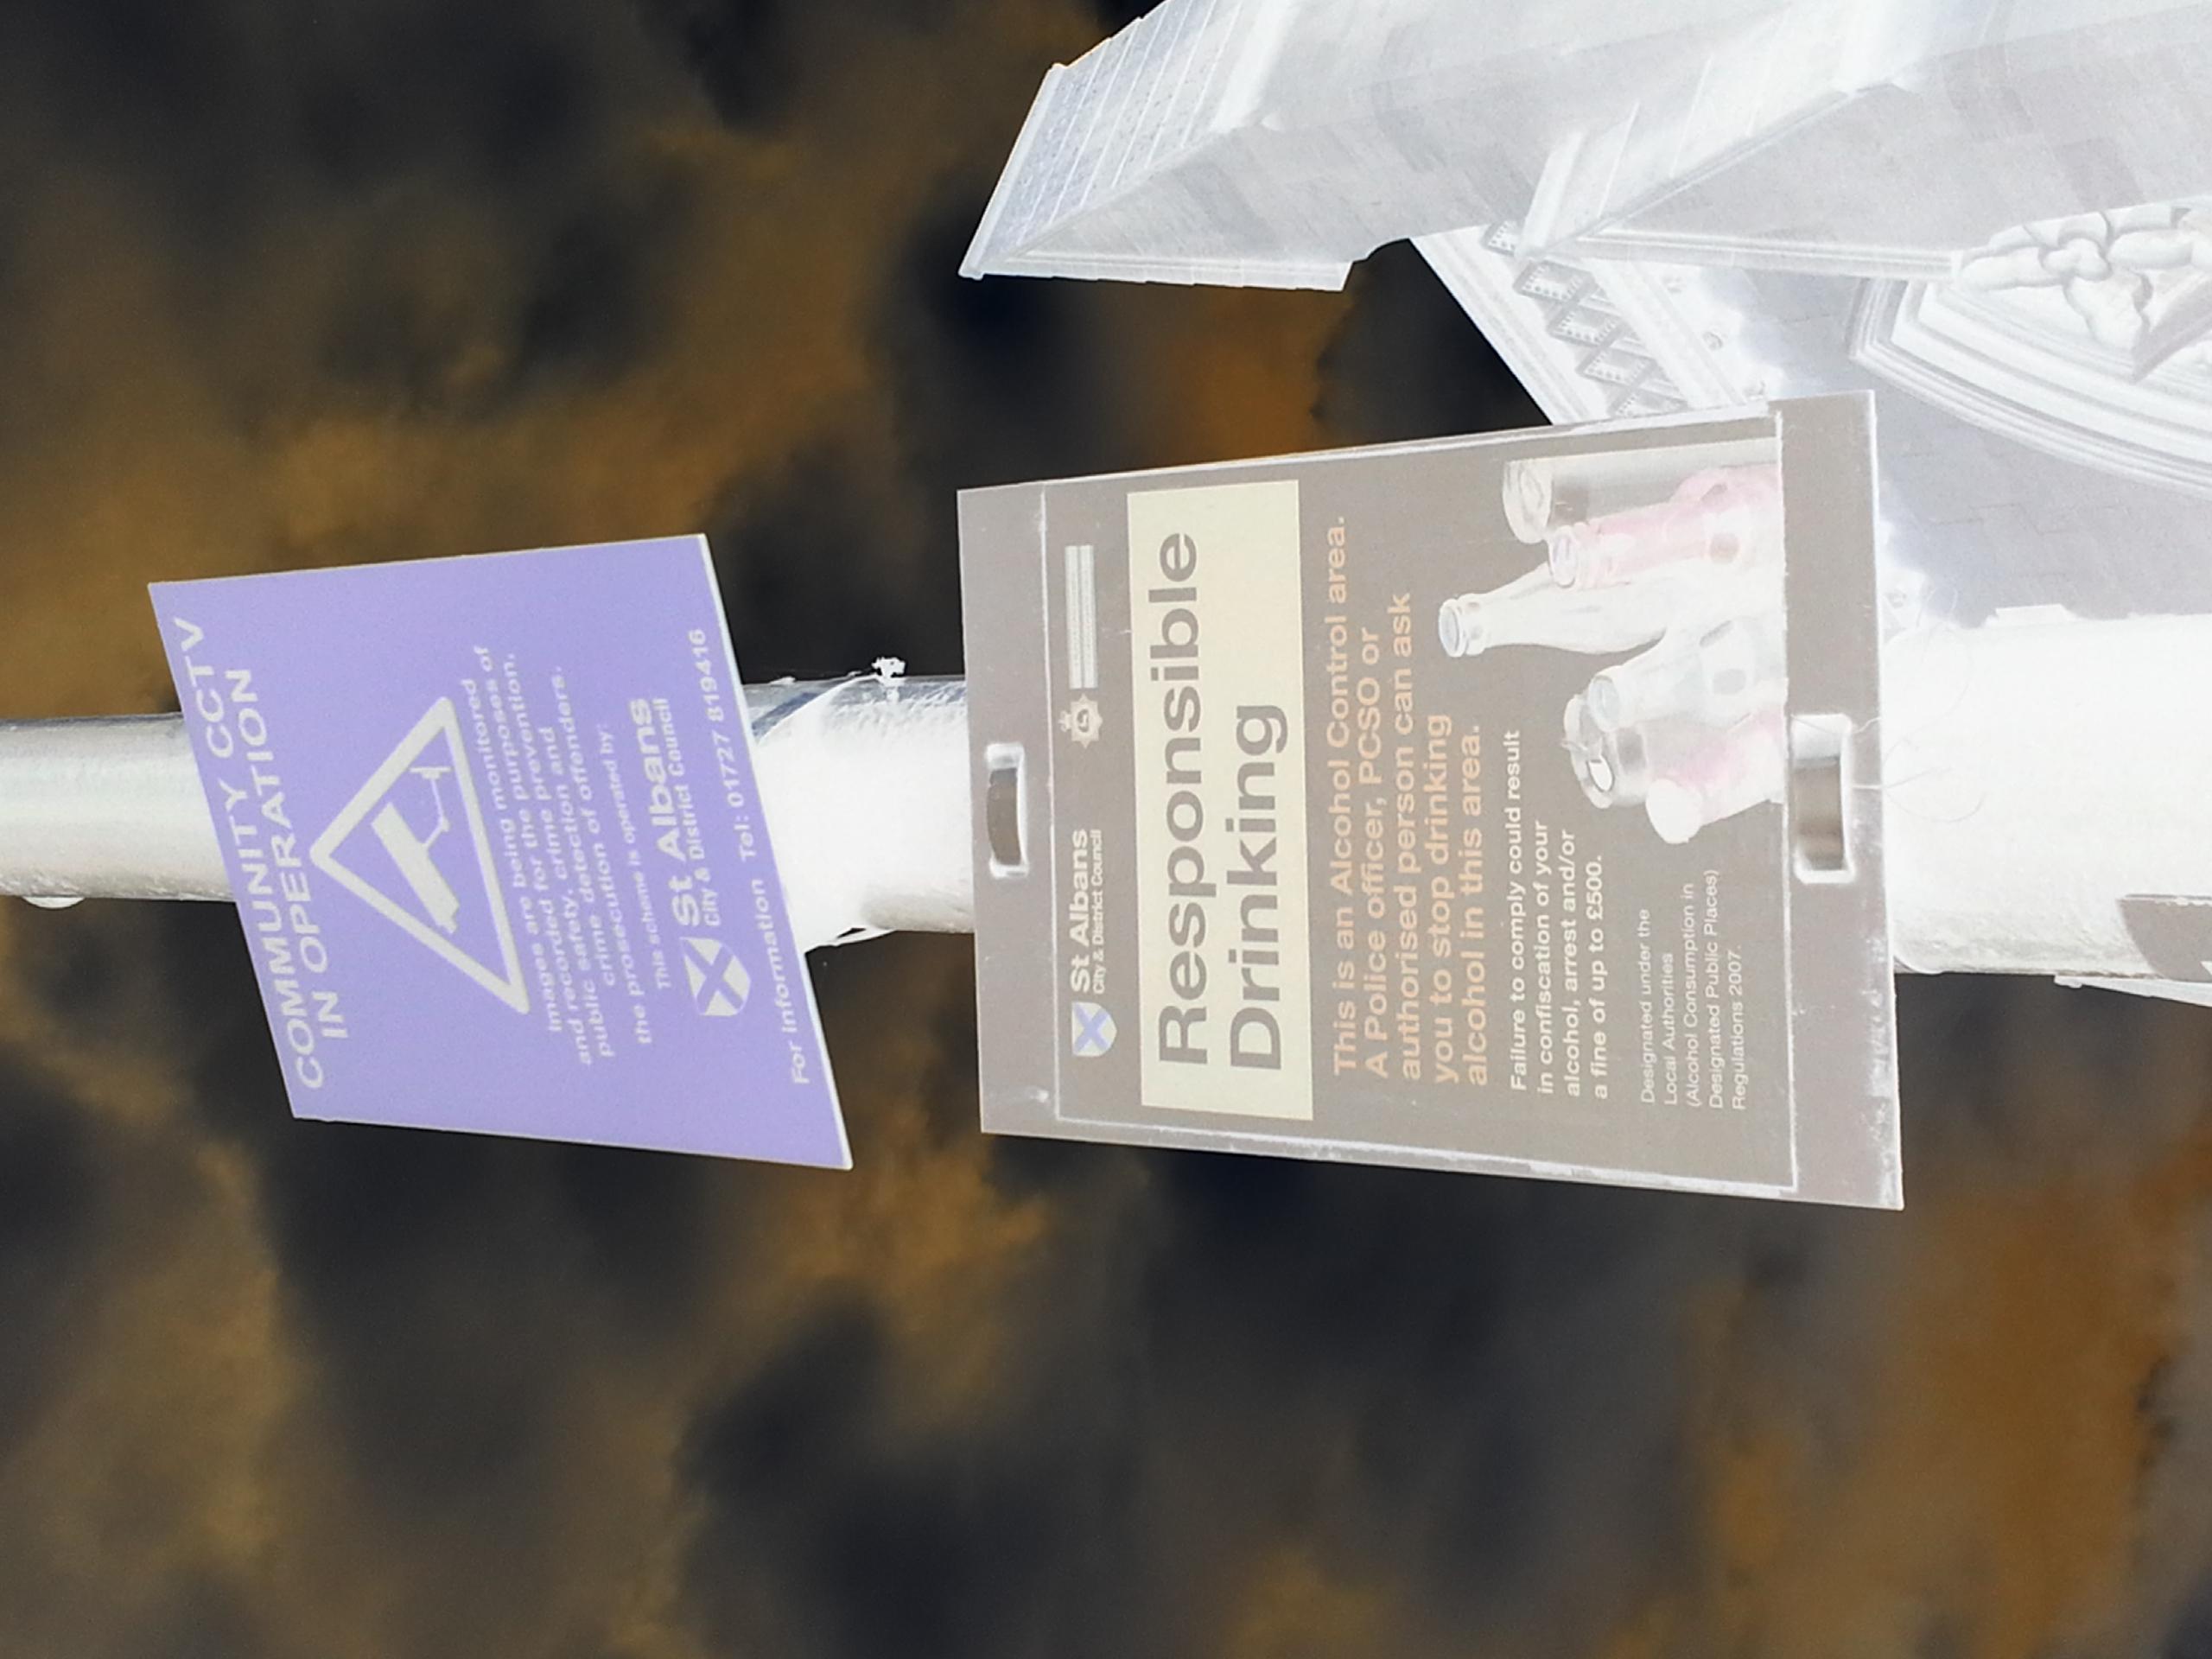 COMMUNITY CCTV
IN OPERATION
Images are being monitored
and recorded for the purposes of
public safety, crime prevention,
crime detection and
the prosecution of offenders.
This scheme is operated by:
St Albans
City & District Council
For Information Tel: 01727 819416
St Albans
City & District Council
Responsible
Drinking
This is an Alcohol Control area.
A Police officer, PCSO or
authorised person can ask
you to stop drinking
alcohol in this area.
Failure to comply could result
in confiscation of your
alcohol, arrest and/or
a fine of up to £500.
Designated under the
Local Authorities
(Alcohol Consumption in
Designated Public Places)
Regulations 2007.